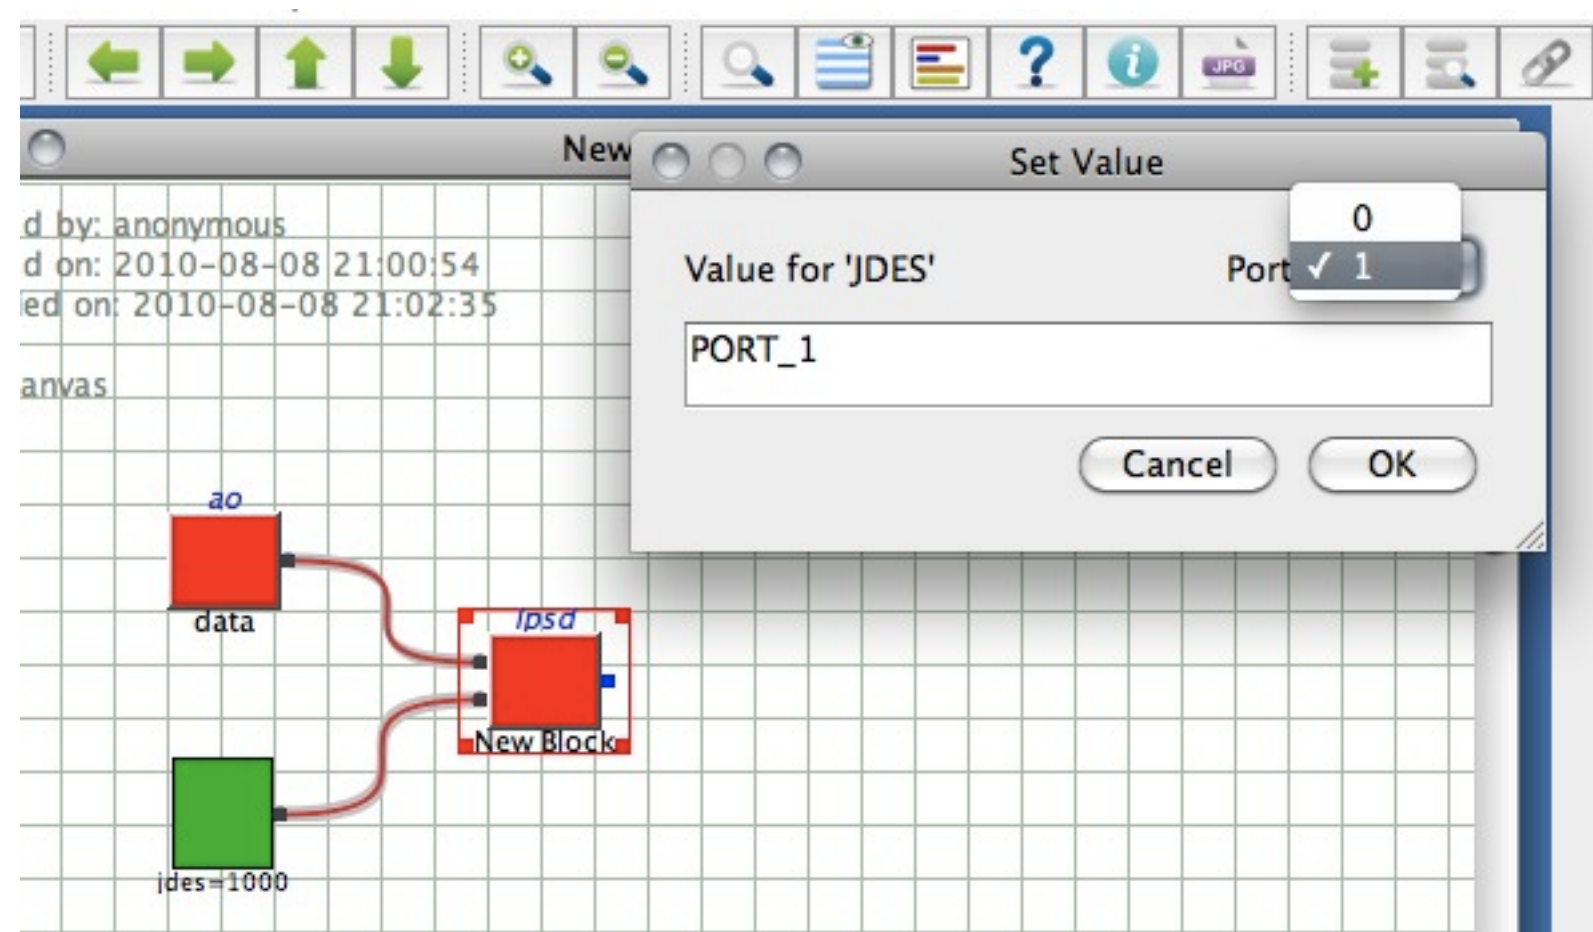 JPG
New
Set Value
d by: anonymous
d on: 2010-08-08 21:00:54
ed on: 2010-08-08 21:02:35
anvas
0
Value for 'JDES'
Port ✓ 1
PORT_1
Cancel
OK
ao
data
lpsd
New Block
jdes=1000